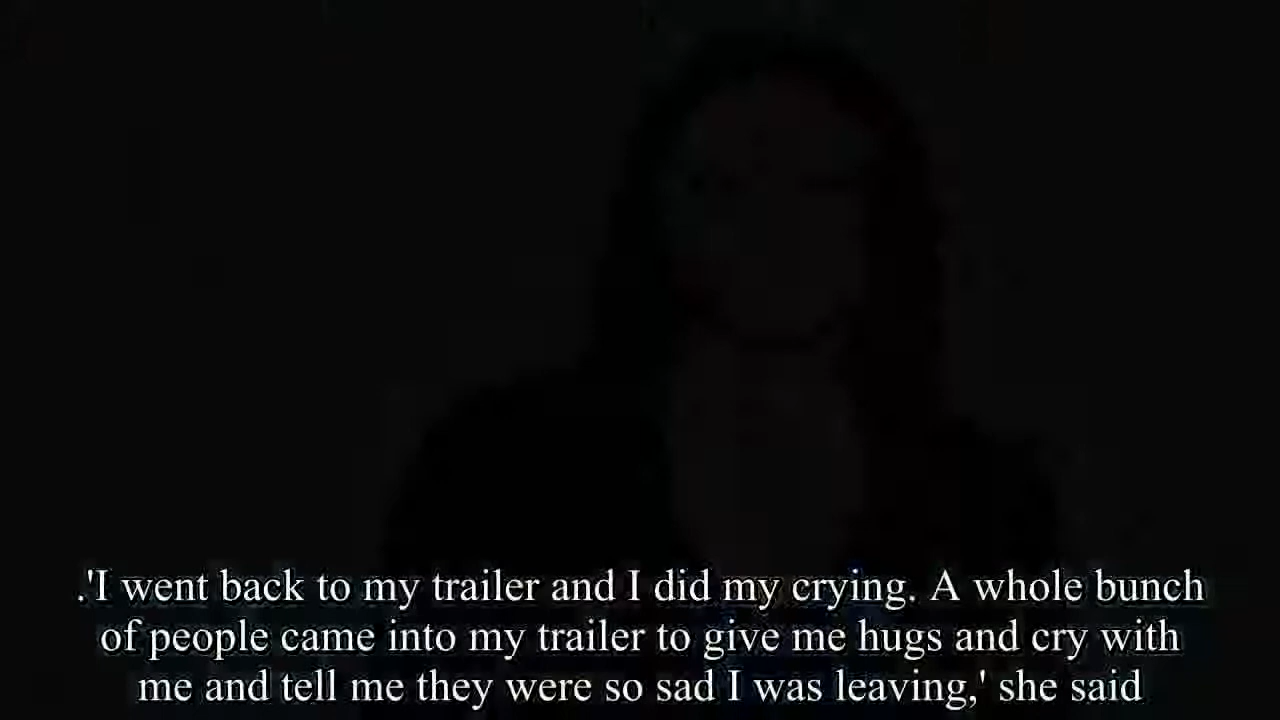 .'I went back to my trailer and I did my crying. A whole bunch
of people came into my trailer to give me hugs and cry with
me and tell me they were so sad I was leaving,' she said